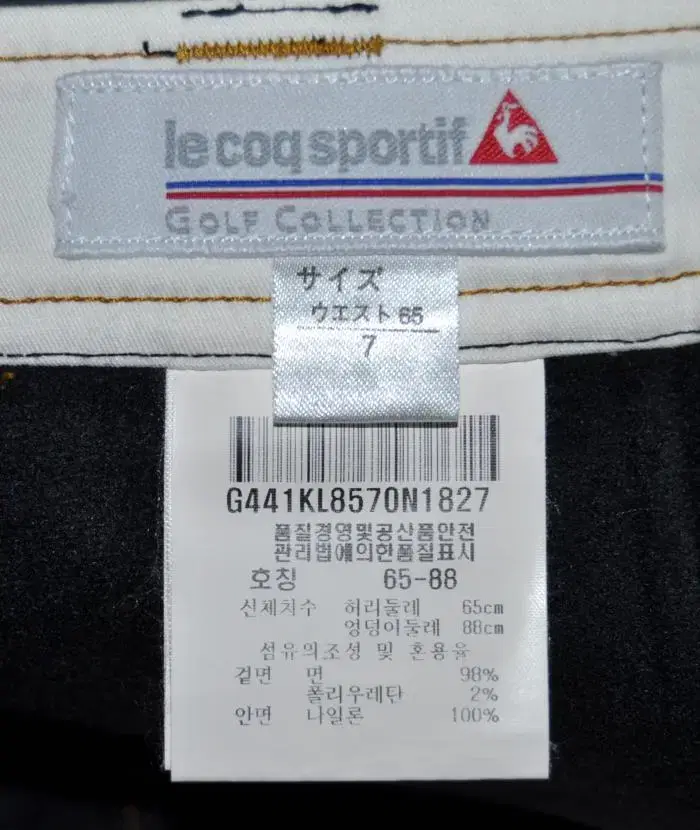 le coq sportif
GOLF COLLECTION
サイズ
ウエスト 65
7
G441KL8570N1827
품질경영및공산품안전
관리법에의한품질표시
호칭 65-88
신체치수 허리둘레 65cm
엉덩이둘레 88cm
섬유의조성 및 혼용율
겉면 면 98%
폴리우레탄 2%
안면 나일론 100%